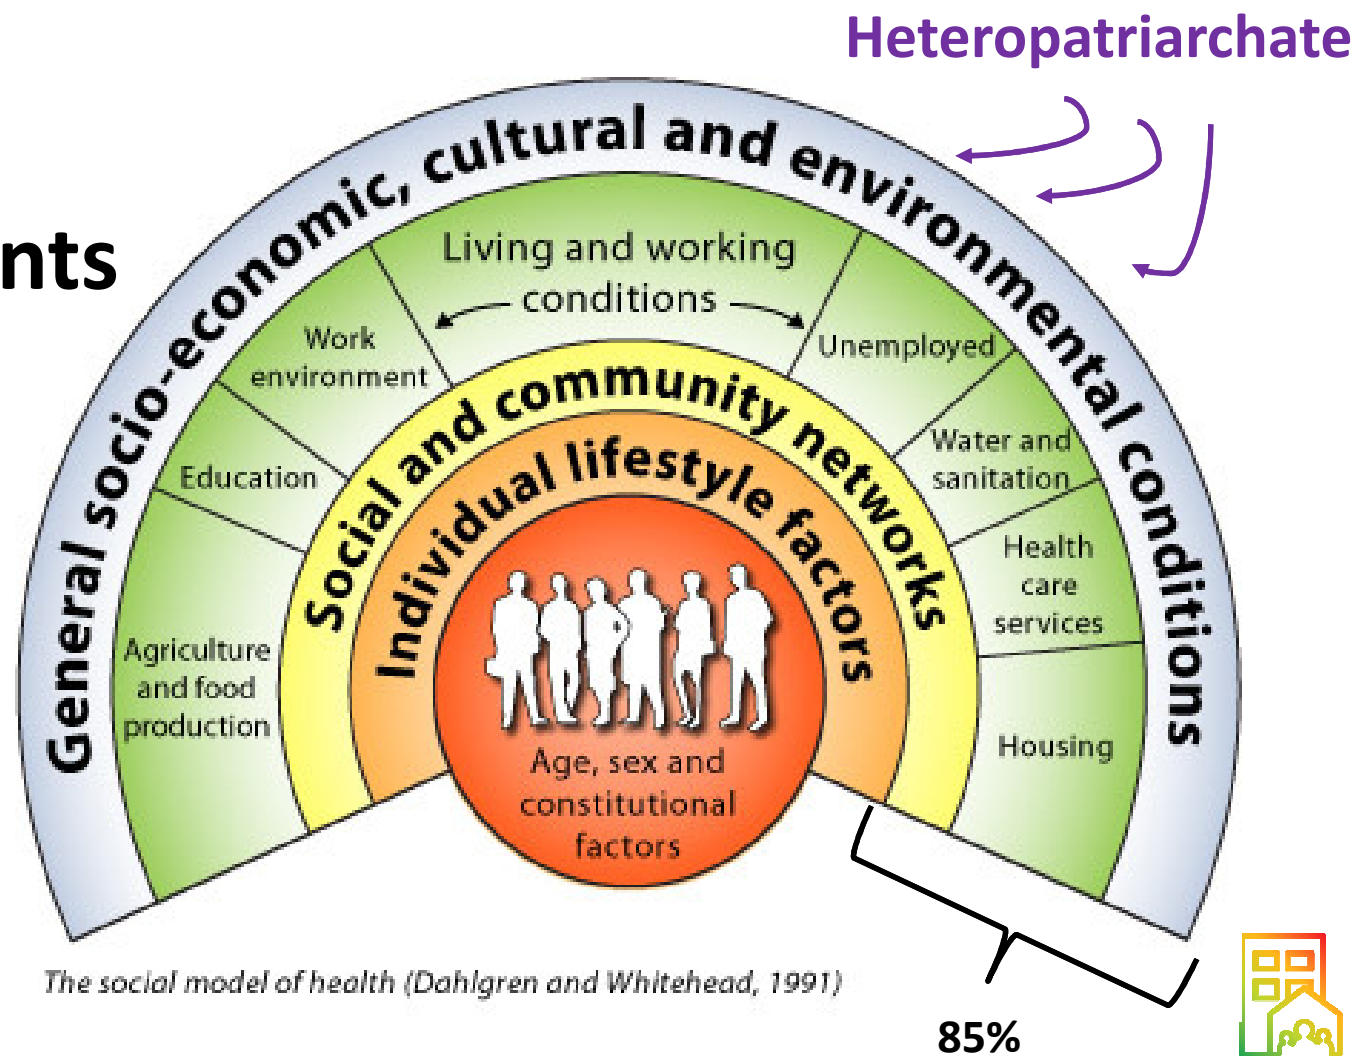 Heteropatriarchate
nts
General socio-economic, cultural and environmental conditions
Living and working
conditions
Work
environment
Unemployed
Education
Water and
sanitation
Agriculture
and food
production
Health
care
services
Housing
Social and community networks
Individual lifestyle factors
Age, sex and
constitutional
factors
The social model of health (Dahlgren and Whitehead, 1991)
85%